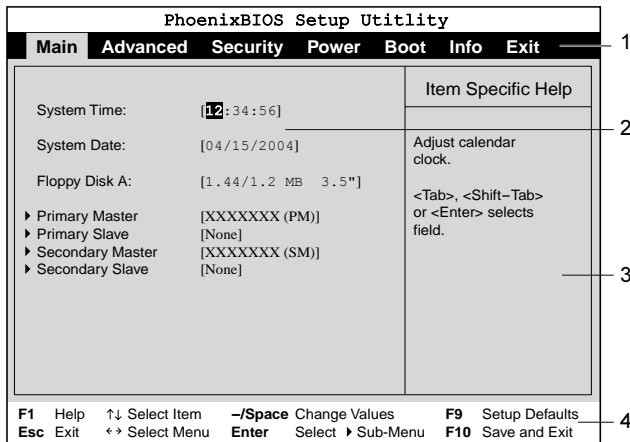 PhoenixBIOS Setup Utitlity
Main Advanced Security Power Boot Info Exit 1
Item Specific Help
System Time: [12:34:56]
2
System Date: [04/15/2004] Adjust calendar
clock.
Floppy Disk A: [1.44/1.2 MB 3.5"]
<Tab>, <Shift-Tab>
or <Enter> selects
field.
Primary Master [XXXXXXX (PM)]
Primary Slave [None]
Secondary Master [XXXXXXX (SM)]
Secondary Slave [None]
3
F1 Help ↑↓ Select Item –/Space Change Values F9 Setup Defaults 4
Esc Exit ←→ Select Menu Enter Select ▶ Sub-Menu F10 Save and Exit